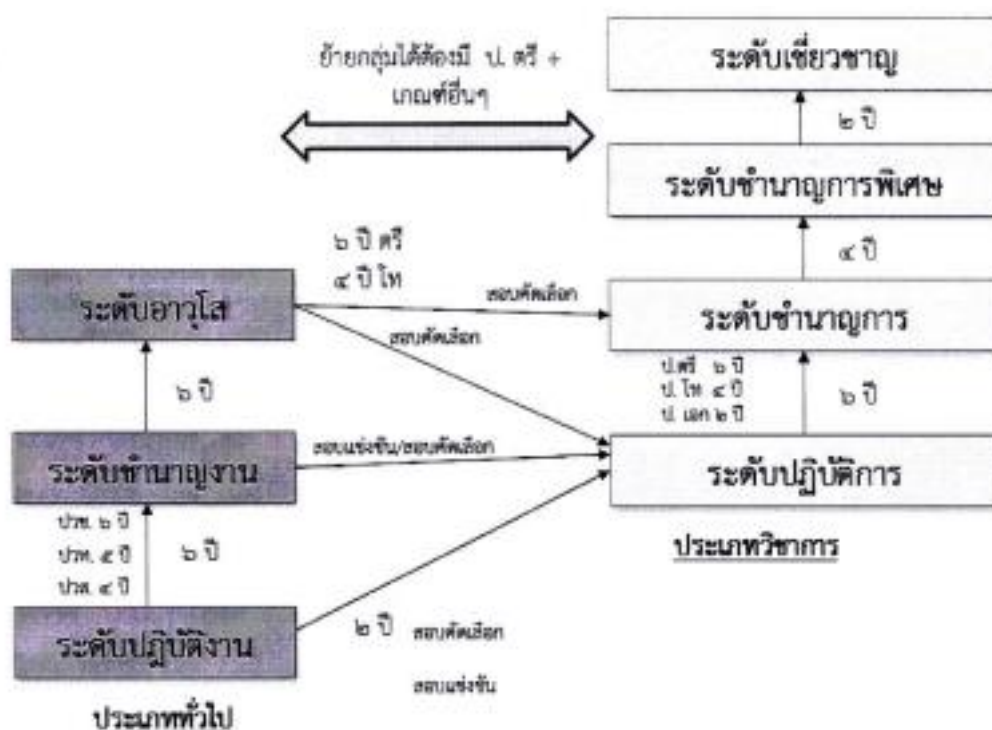 ย้ายกลุ่มได้ต้องมี ป. ตรี +
เกณฑ์อื่นๆ
ระดับเชี่ยวชาญ
๒ ปี
ระดับชำนาญการพิเศษ
๔ ปี
๖ ปี ตรี
๔ ปี โท
ระดับอาวุโส
สอบคัดเลือก
ระดับชำนาญการ
สอบคัดเลือก
๖ ปี
ป.ตรี ๖ ปี
ป. โท ๔ ปี
ป. เอก ๒ ปี
๖ ปี
ระดับชำนาญงาน
สอบแข่งขัน/สอบคัดเลือก
ระดับปฏิบัติการ
ปวช. ๖ ปี
ปวท. ๕ ปี
ปวส. ๔ ปี
๖ ปี
ประเภทวิชาการ
ระดับปฏิบัติงาน
๒ ปี สอบคัดเลือก
สอบแข่งขัน
ประเภททั่วไป